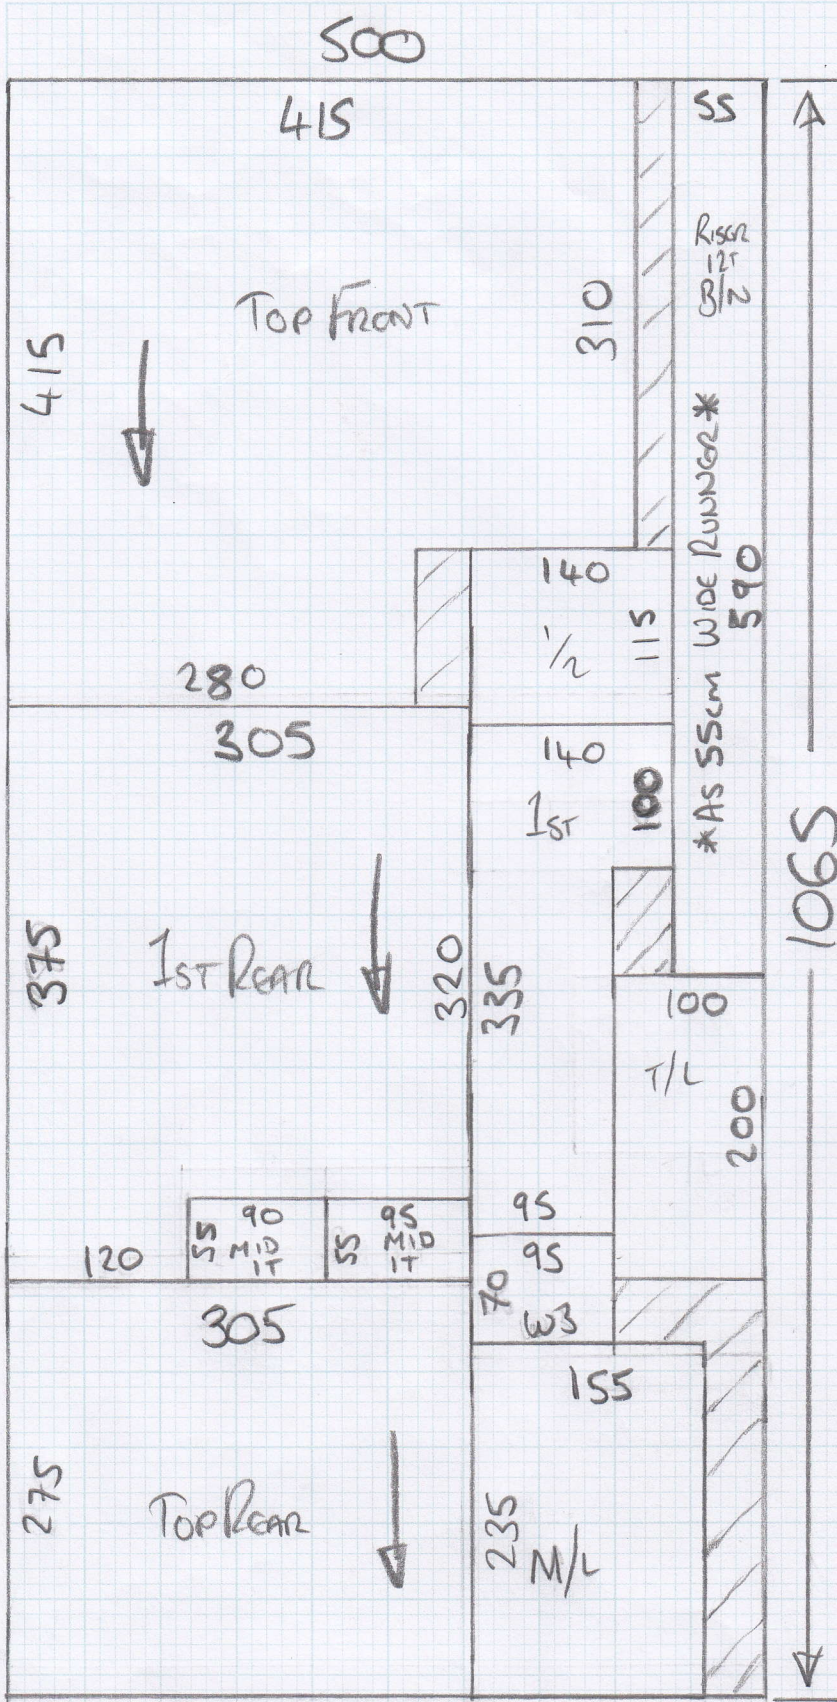 500
415
55
RISER
12T
B/N
TOP FRONT
310
415
*AS 55cm WIDE RUNNER*
590
140
1/2
115
280
305
140
1ST
100
1065
375
1ST REAR
320
335
100
T/L
200
90
55 MID
1T
95
55 MID
1T
120
95
95
70
W3
305
155
275
TOP REAR
235
M/L